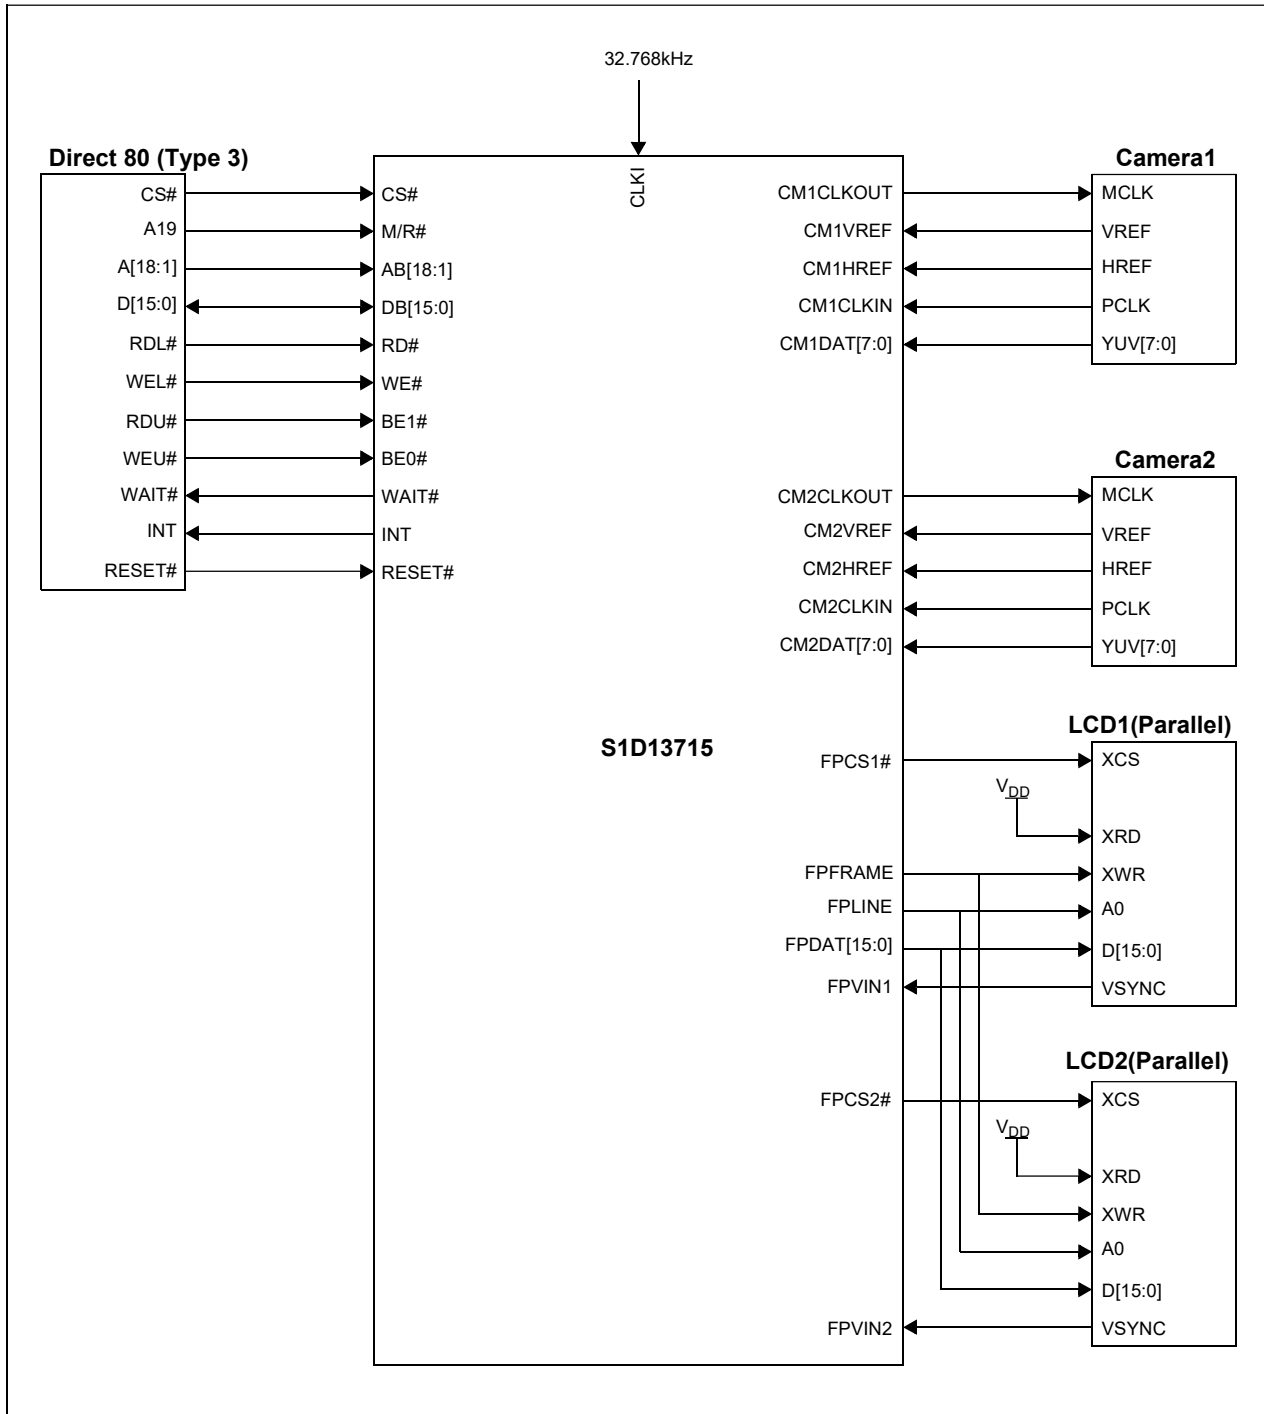 32.768kHz
CLKI
Direct 80 (Type 3)
CS#
A19
A[18:1]
D[15:0]
RDL#
WEL#
RDU#
WEU#
WAIT#
INT
RESET#
CS#
M/R#
AB[18:1]
DB[15:0]
RD#
WE#
BE1#
BE0#
WAIT#
INT
RESET#
S1D13715
CM1CLKOUT
CM1VREF
CM1HREF
CM1CLKIN
CM1DAT[7:0]
CM2CLKOUT
CM2VREF
CM2HREF
CM2CLKIN
CM2DAT[7:0]
FPCS1#
FPFRAME
FPLINE
FPDAT[15:0]
FPVIN1
FPCS2#
FPVIN2
Camera1
MCLK
VREF
HREF
PCLK
YUV[7:0]
Camera2
MCLK
VREF
HREF
PCLK
YUV[7:0]
LCD1(Parallel)
XCS
VDD
XRD
XWR
A0
D[15:0]
VSYNC
LCD2(Parallel)
XCS
VDD
XRD
XWR
A0
D[15:0]
VSYNC